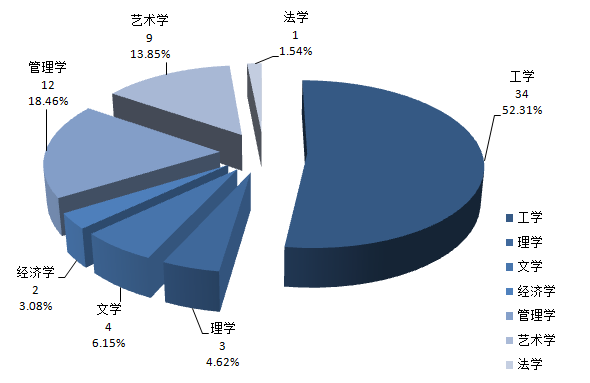 艺术学
9
13.85%
法学
1
1.54%
管理学
12
18.46%
工学
34
52.31%
经济学
2
3.08%
文学
4
6.15%
理学
3
4.62%
工学
理学
文学
经济学
管理学
艺术学
法学